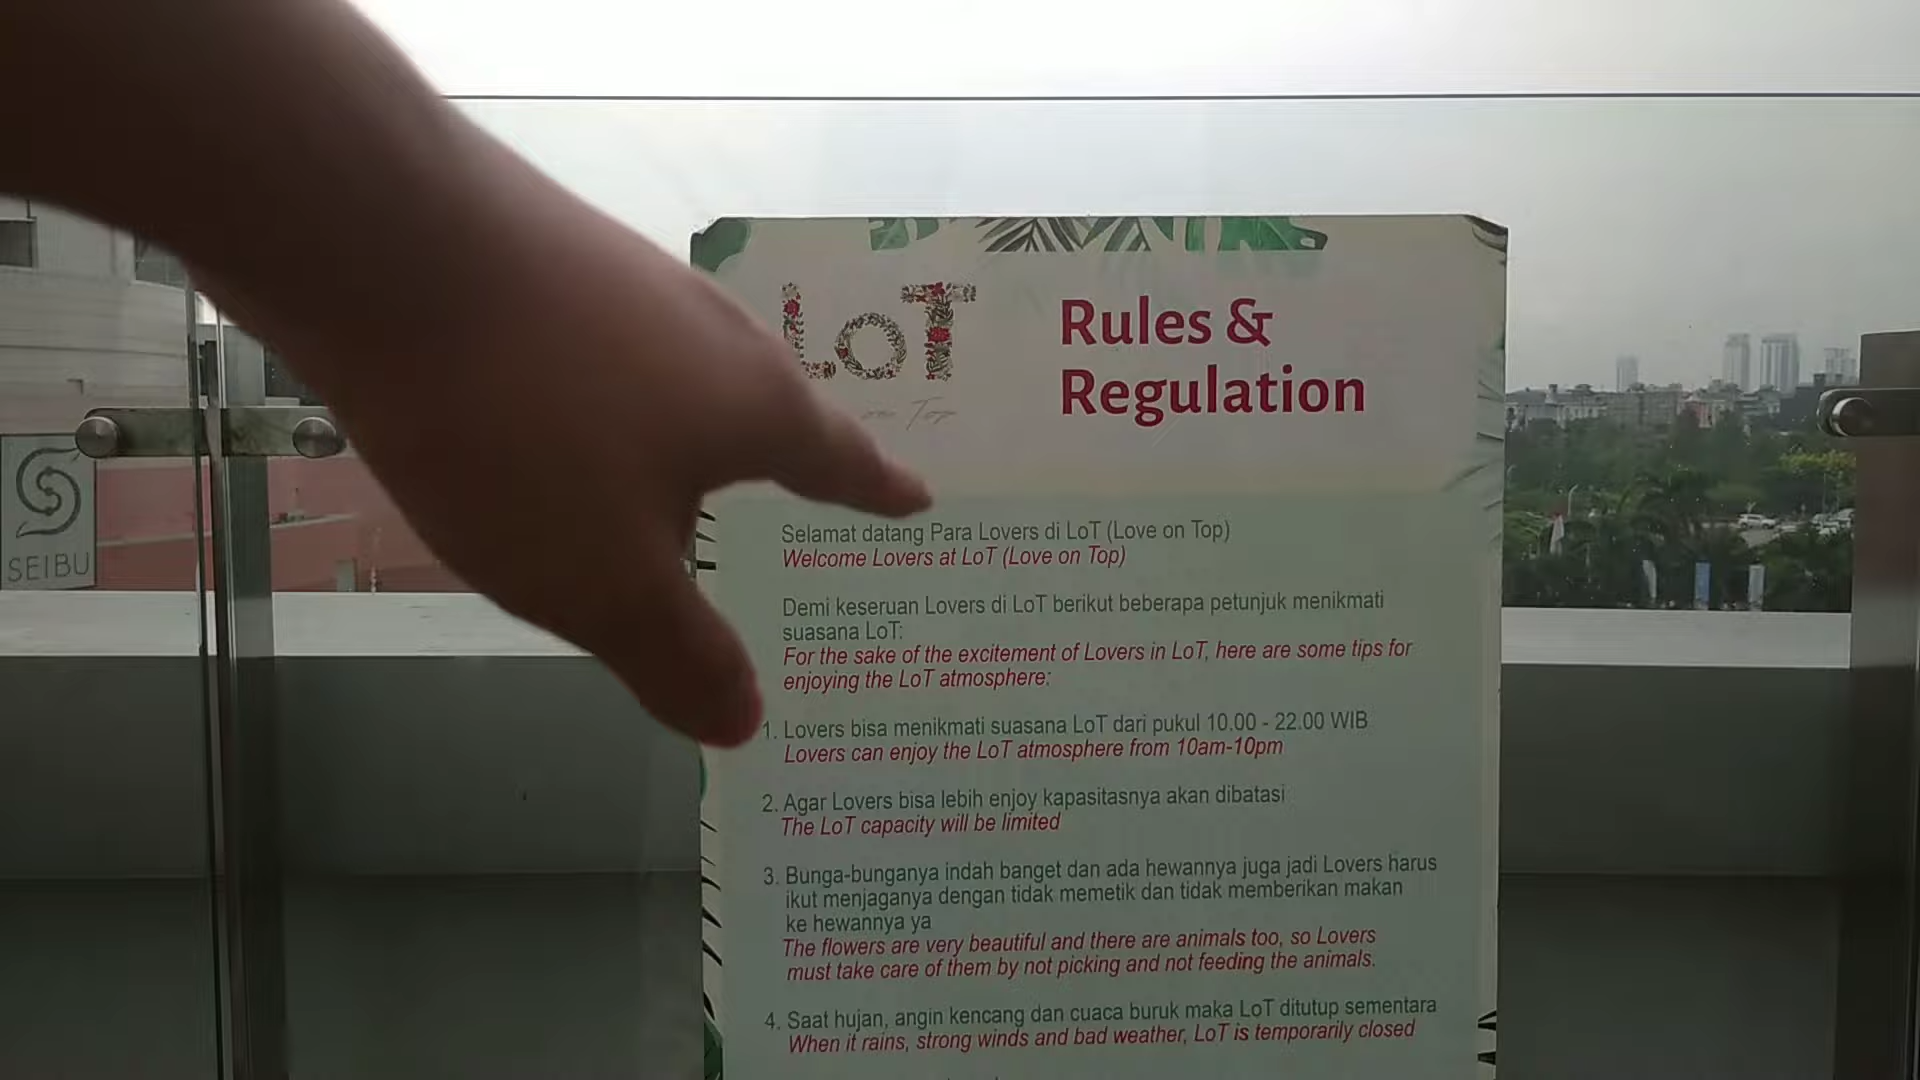 SEIBU
LoT
on Top
Rules &
Regulation
Selamat datang Para Lovers di LoT (Love on Top)
Welcome Lovers at LoT (Love on Top)
Demi keseruan Lovers di LoT berikut beberapa petunjuk menikmati
suasana LoT:
For the sake of the excitement of Lovers in LoT, here are some tips for
enjoying the LoT atmosphere:
1. Lovers bisa menikmati suasana LoT dari pukul 10.00 - 22.00 WIB
Lovers can enjoy the LoT atmosphere from 10am-10pm
2. Agar Lovers bisa lebih enjoy kapasitasnya akan dibatasi
The LoT capacity will be limited
3. Bunga-bunganya indah banget dan ada hewannya juga jadi Lovers harus
ikut menjaganya dengan tidak memetik dan tidak memberikan makan
ke hewannya ya
The flowers are very beautiful and there are animals too, so Lovers
must take care of them by not picking and not feeding the animals.
4. Saat hujan, angin kencang dan cuaca buruk maka LoT ditutup sementara
When it rains, strong winds and bad weather, LoT is temporarily closed